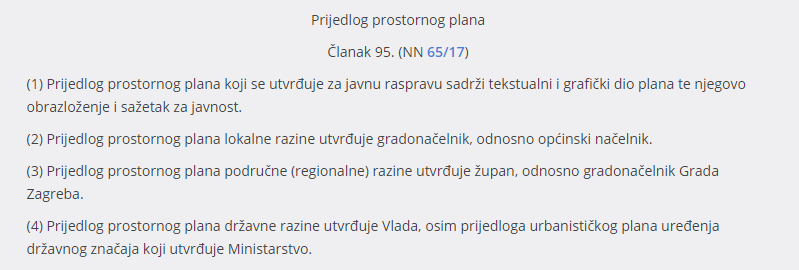 Prijedlog prostornog plana
Članak 95. (NN 65/17)
(1) Prijedlog prostornog plana koji se utvrđuje za javnu raspravu sadrži tekstualni i grafički dio plana te njegovo
obrazloženje i sažetak za javnost.
(2) Prijedlog prostornog plana lokalne razine utvrđuje gradonačelnik, odnosno općinski načelnik.
(3) Prijedlog prostornog plana područne (regionalne) razine utvrđuje župan, odnosno gradonačelnik Grada
Zagreba.
(4) Prijedlog prostornog plana državne razine utvrđuje Vlada, osim prijedloga urbanističkog plana uređenja
državnog značaja koji utvrđuje Ministarstvo.